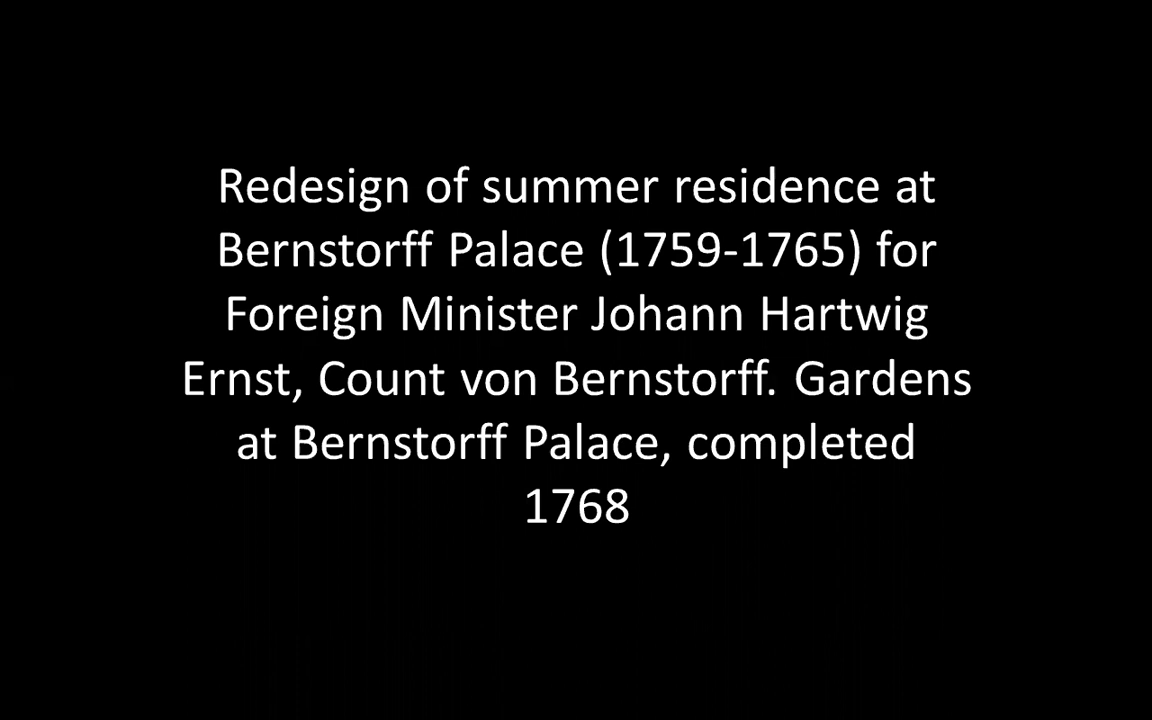 Redesign of summer residence at
Bernstorff Palace (1759-1765) for
Foreign Minister Johann Hartwig
Ernst, Count von Bernstorff. Gardens
at Bernstorff Palace, completed
1768